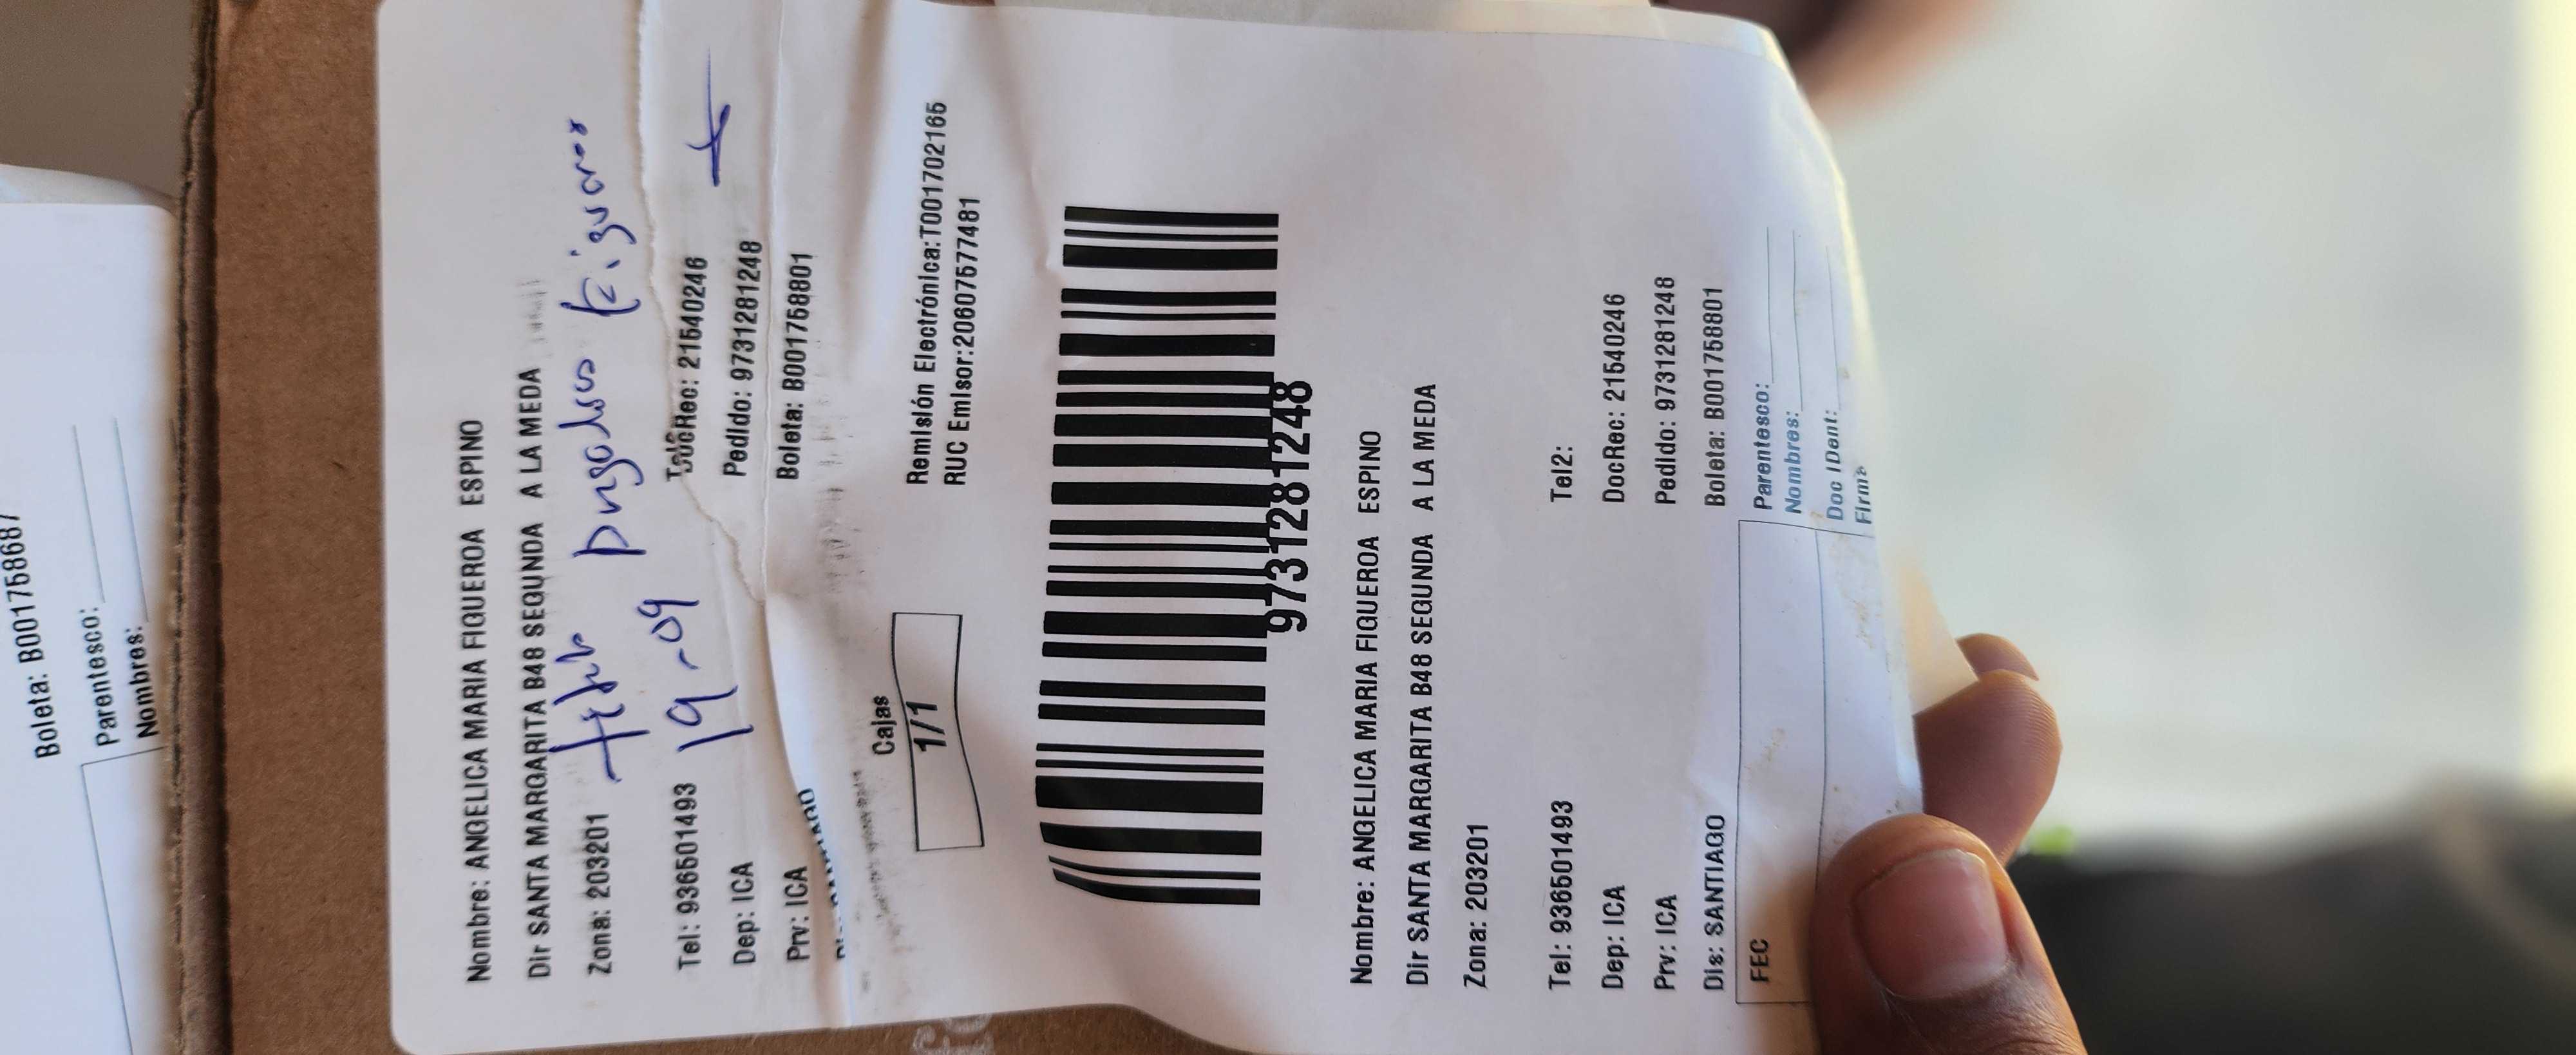 Boleta: B00175868
Parentesco:
Nombres:
Nombre: ANGELICA MARIA FIGUEROA ESPINO
Dir SANTA MARGARITA B48 SEGUNDA A LA MEDA
Zona: 203201
19-09
Tel: 936501493
DocRec: 21540246
Dep: ICA
Pedido: 9731281248
Prv: ICA
Boleta: B001758801
Cajas
1/1
Remisión Electrónica:T001702165
RUC Emisor:20607577481
9731281248
Nombre: ANGELICA MARIA FIGUEROA ESPINO
Dir SANTA MARGARITA B48 SEGUNDA A LA MEDA
Zona: 203201
Tel: 936501493 Tel2:
Dep: ICA DocRec: 21540246
Prv: ICA Pedido: 9731281248
Dis: SANTIAGO Boleta: B001758801
FEC
Parentesco:
Nombres:
Doc IDent:
Firma